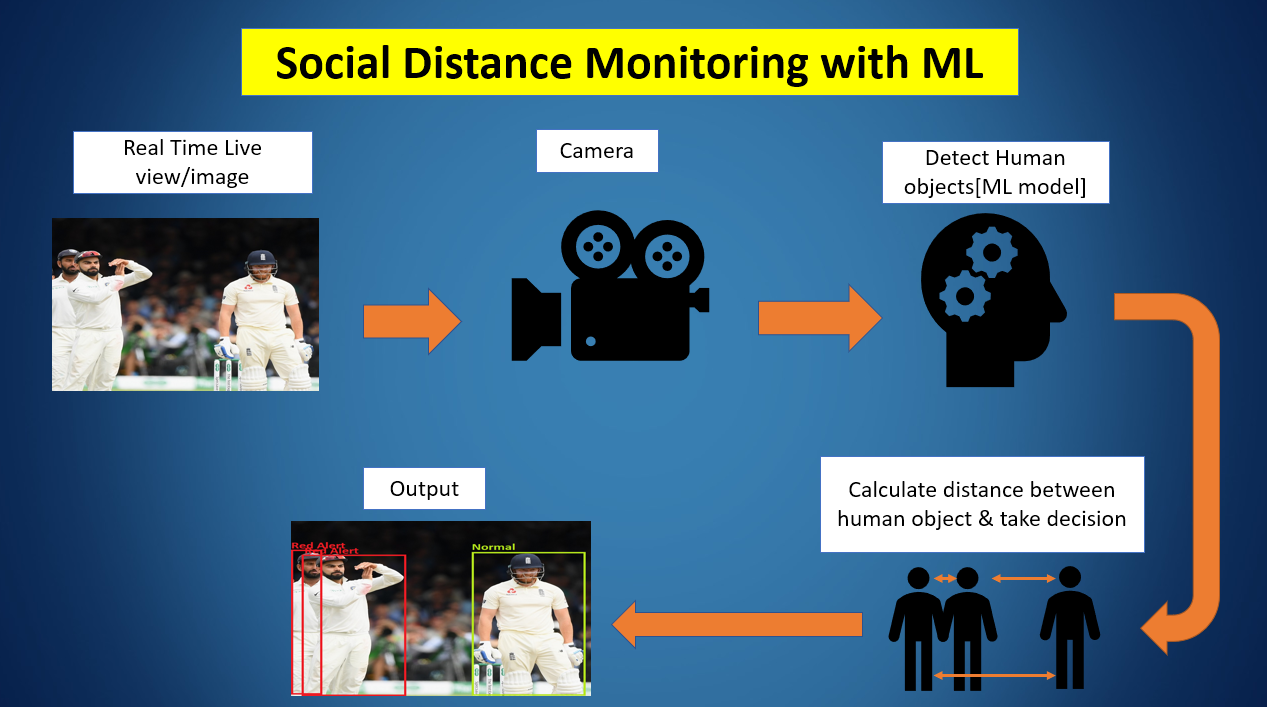 Social Distance Monitoring with ML
Real Time Live
view/image
Camera
Detect Human
objects[ML model]
Calculate distance between
human object & take decision
Output
Red Alert
Red Alert
Normal